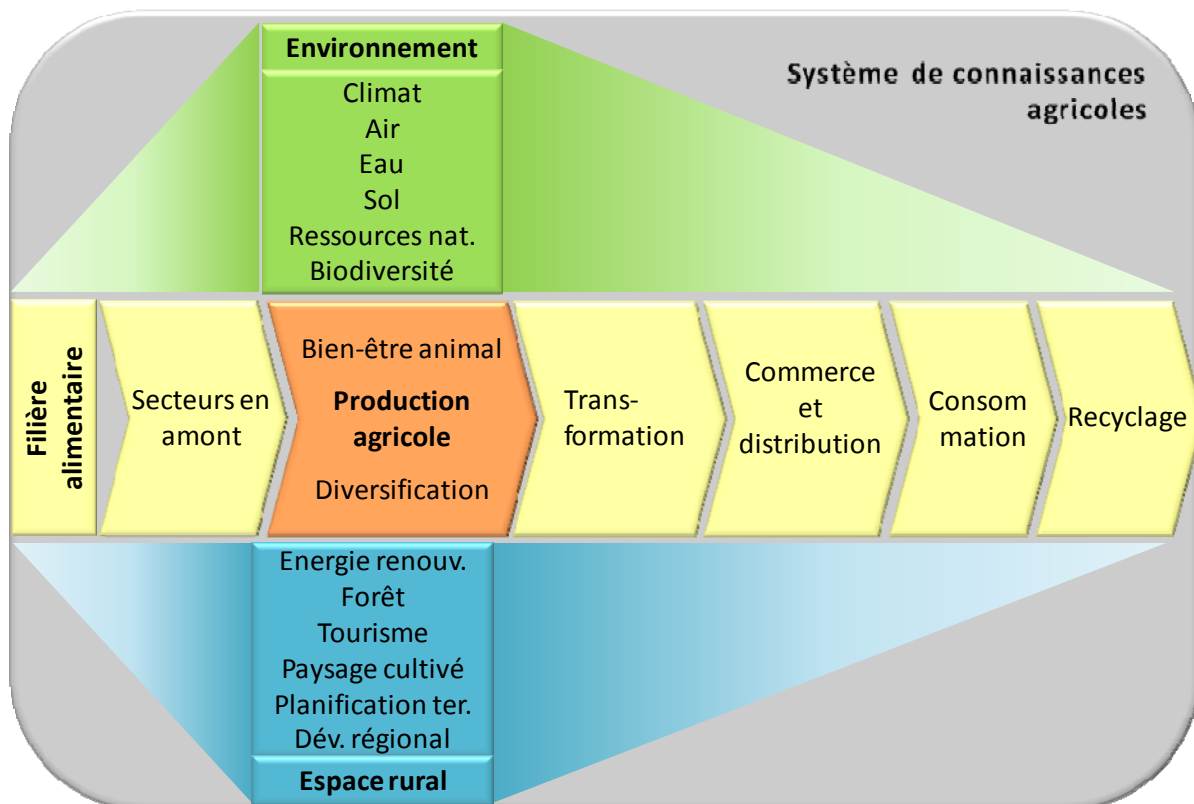 Environnement
Système de connaissances
agricoles
Climat
Air
Eau
Sol
Ressources nat.
Biodiversité
Filière
alimentaire
Secteurs en
amont
Bien-être animal
Production
agricole
Diversification
Trans-
formation
Commerce
et
distribution
Consom
mation
Recyclage
Energie renouv.
Forêt
Tourisme
Paysage cultivé
Planification ter.
Dév. régional
Espace rural